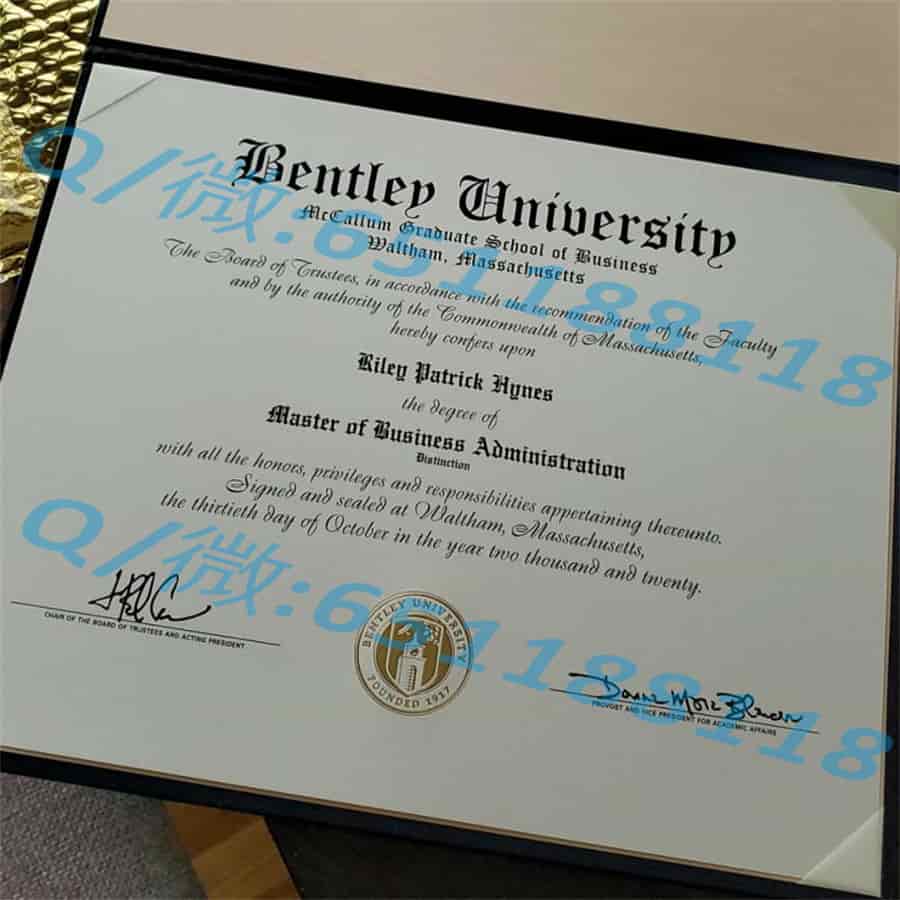 Bentley University
McCallum Graduate School of Business
Waltham, Massachusetts
The Board of Trustees, in accordance with the recommendation of the Faculty
and by the authority of the Commonwealth of Massachusetts,
hereby confers upon
Riley Patrick Hynes
the degree of
Master of Business Administration
Distinction
with all the honors, privileges and responsibilities appertaining thereunto.
Signed and sealed at Waltham, Massachusetts,
the thirtieth day of October in the year two thousand and twenty.
CHAIR OF THE BOARD OF TRUSTEES AND ACTING PRESIDENT
BENTLEY UNIVERSITY
FOUNDED 1917
PROVOST AND VICE PRESIDENT FOR ACADEMIC AFFAIRS
Q/微:651188118
Q/微:651188118